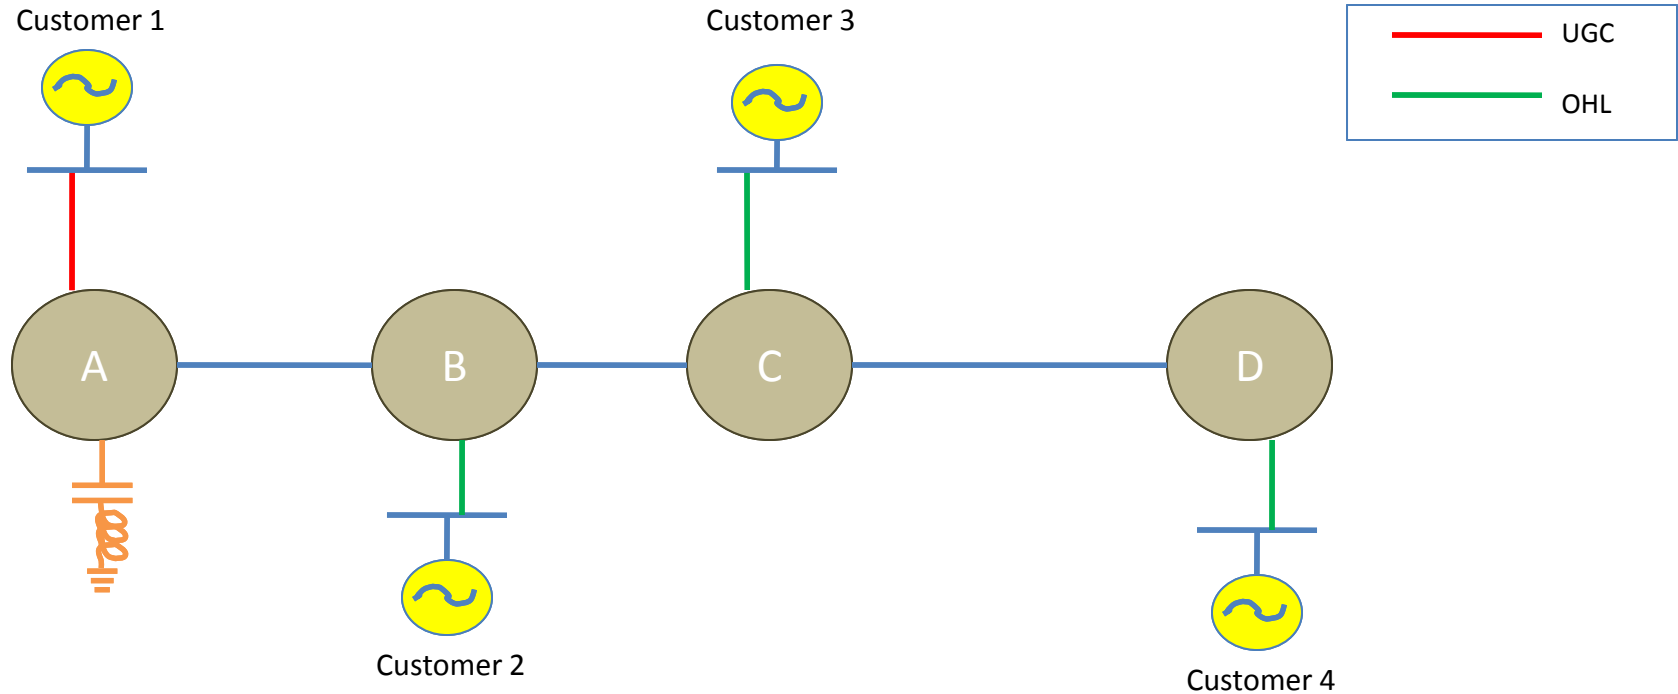 Customer 1
Customer 3
UGC
OHL
A
B
C
D
Customer 2
Customer 4